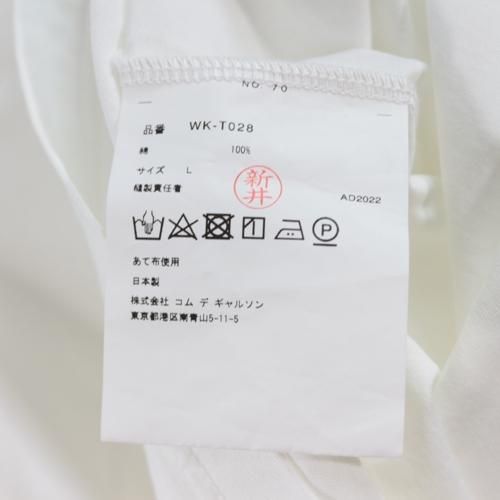 NO. 70
品番 WK-T028
綿 100%
サイズ L
縫製責任者 新井 AD2022
あて布使用
日本製
株式会社 コム デ ギャルソン
東京都港区南青山5-11-5